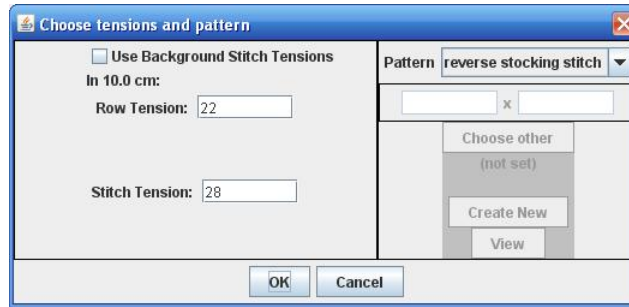 Choose tensions and pattern
Use Background Stitch Tensions
In 10.0 cm:
Row Tension: 22
Stitch Tension: 28
Pattern reverse stocking stitch
x
Choose other
(not set)
Create New
View
OK Cancel